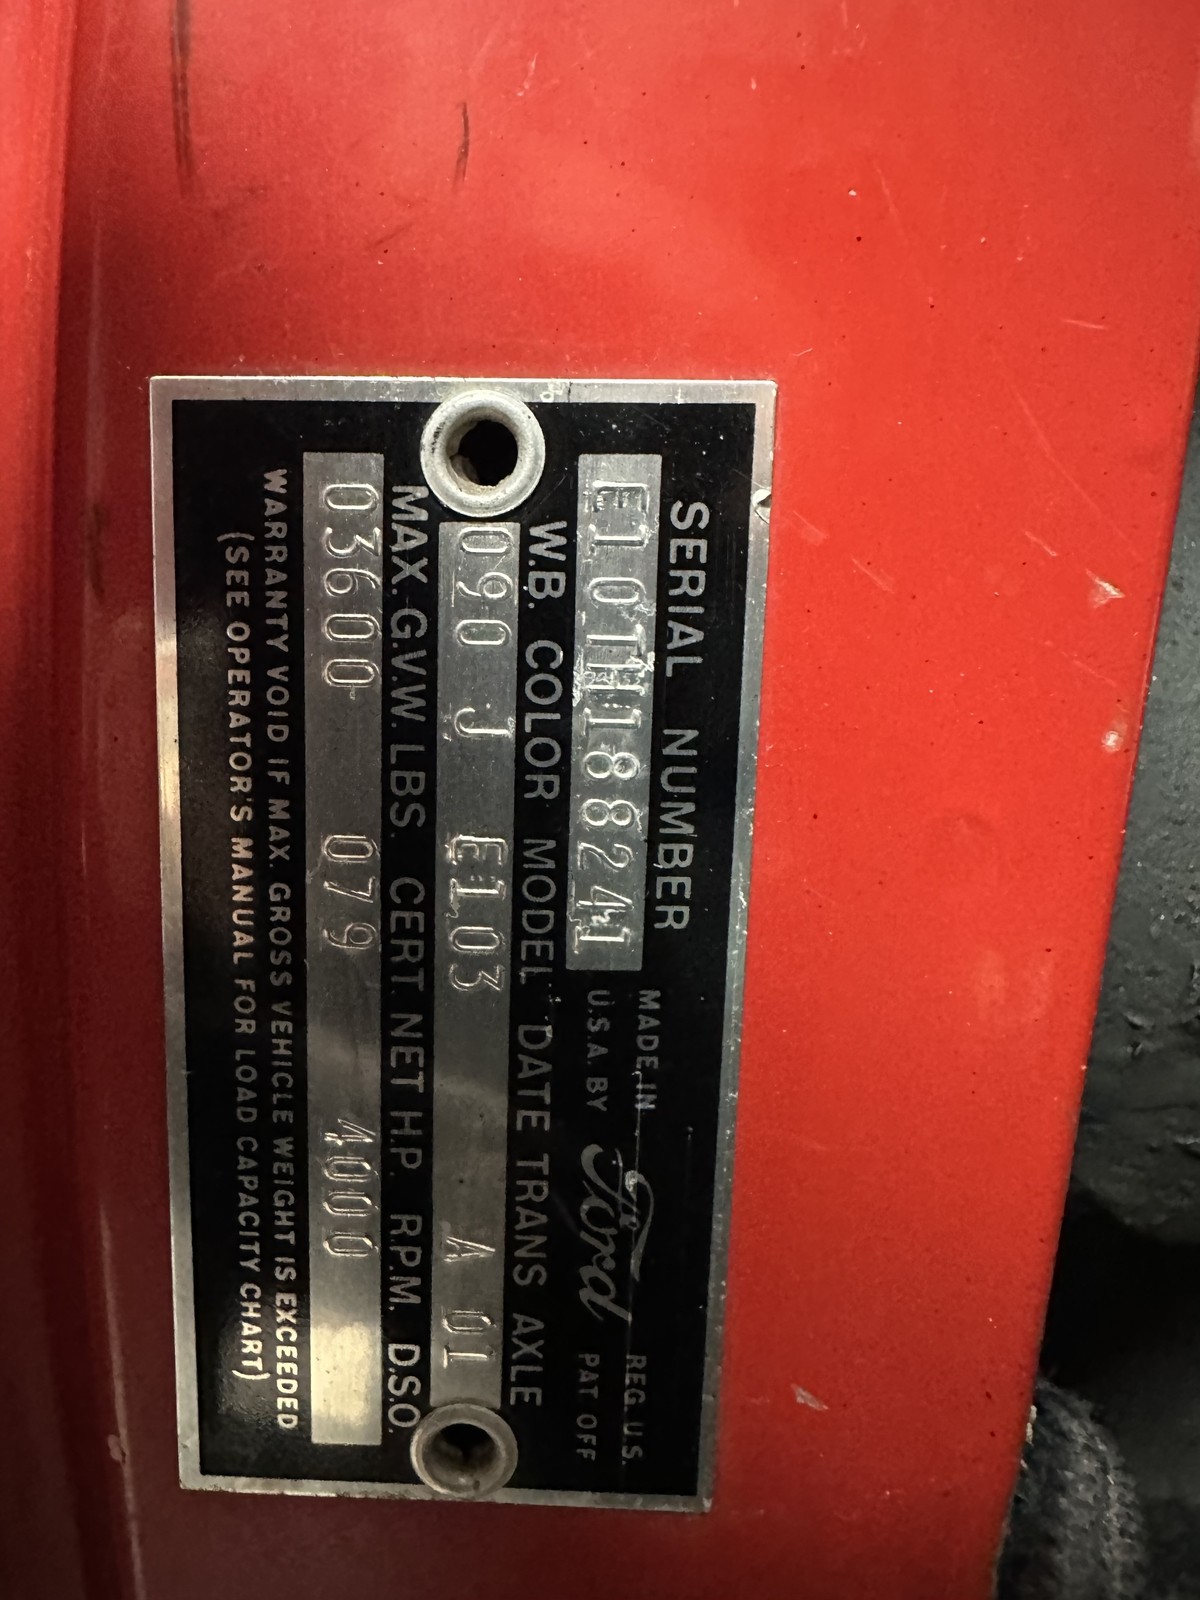 SERIAL NUMBER
E10TH188241
MADE IN
U.S.A. BY
Ford
REG. U.S.
PAT. OFF
W.B. COLOR MODEL DATE TRANS AXLE
090 J E103 A 01
MAX. G.V.W. LBS. CERT. NET H.P. R.P.M. D.S.O.
03600 079 4000
WARRANTY VOID IF MAX. GROSS VEHICLE WEIGHT IS EXCEEDED
(SEE OPERATOR'S MANUAL FOR LOAD CAPACITY CHART)